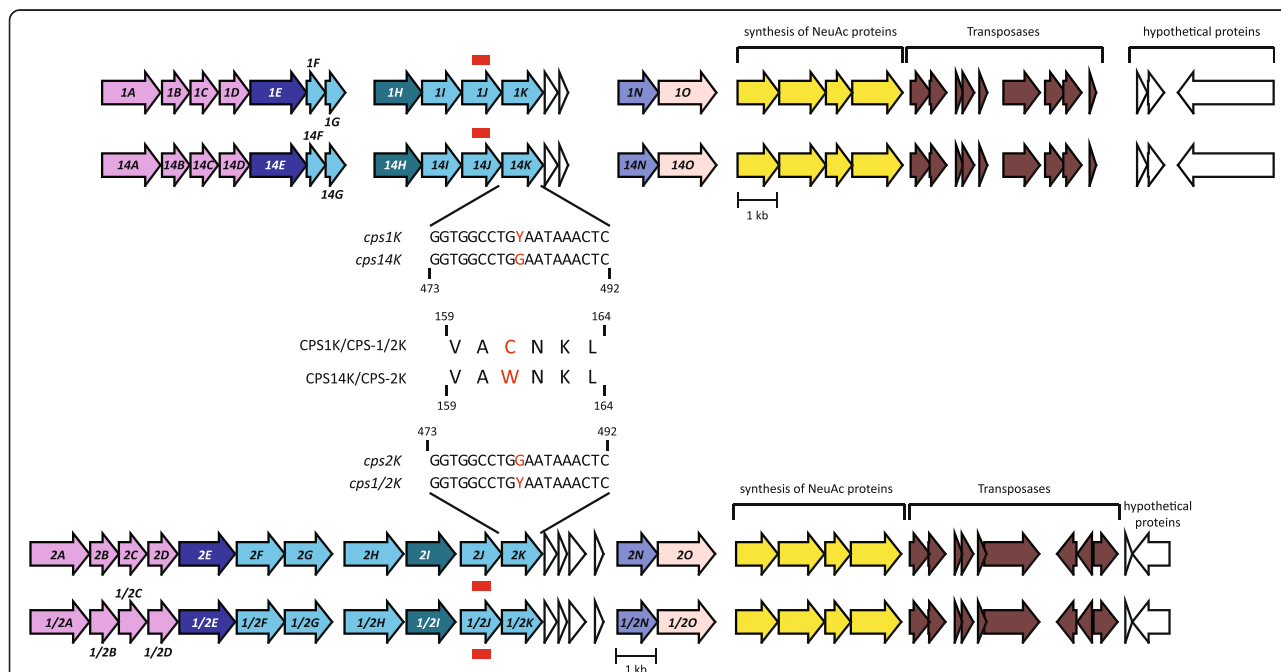 synthesis of NeuAc proteins Transposases hypothetical proteins
1F
1A 1B 1C 1D 1E 1H 1I 1J 1K 1N 1O
1G
14F
14A 14B 14C 14D 14E 14H 14I 14J 14K 14N 14O
14G
1 kb
cps1K GGTGGCCTGYAATAAACTC
cps14K GGTGGCCTGGAATAAACTC
473 492
159 164
CPS1K/CPS-1/2K V A C N K L
CPS14K/CPS-2K V A W N K L
159 164
473 492
cps2K GGTGGCCTGGAATAAACTC
cps1/2K GGTGGCCTGYAATAAACTC
synthesis of NeuAc proteins Transposases hypothetical
proteins
2A 2B 2C 2D 2E 2F 2G 2H 2I 2J 2K 2N 2O
1/2C
1/2A 1/2E 1/2F 1/2G 1/2H 1/2I 1/2J 1/2K 1/2N 1/2O
1/2B 1/2D
1 kb